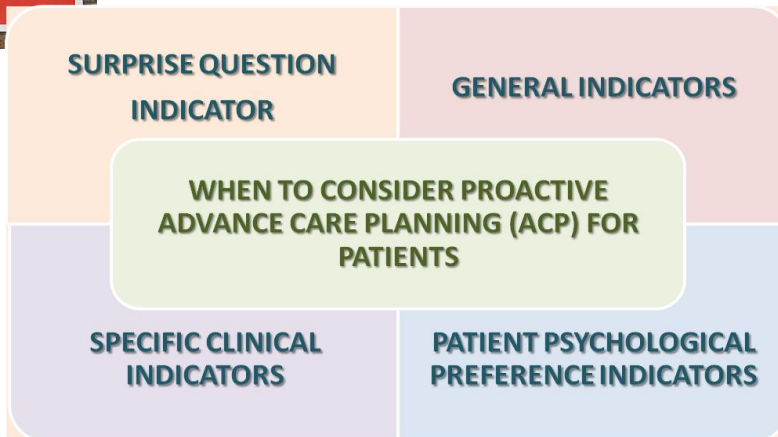 SURPRISE QUESTION
INDICATOR
GENERAL INDICATORS
WHEN TO CONSIDER PROACTIVE
ADVANCE CARE PLANNING (ACP) FOR
PATIENTS
SPECIFIC CLINICAL
INDICATORS
PATIENT PSYCHOLOGICAL
PREFERENCE INDICATORS